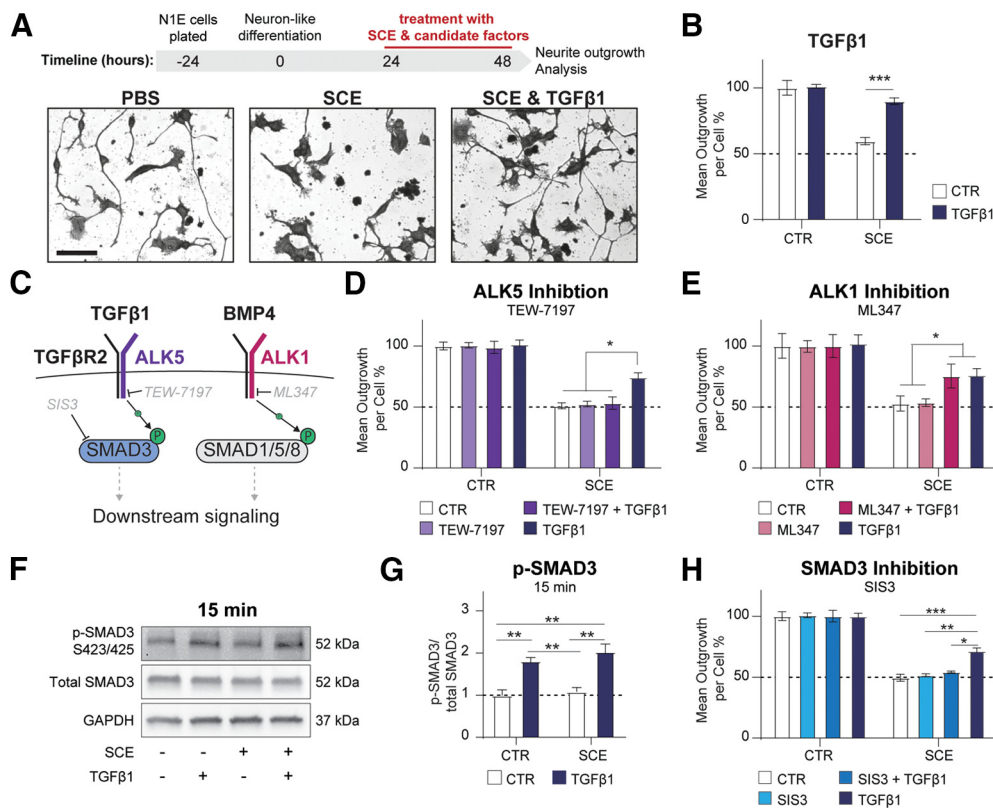 A
N1E cells
plated
Neuron-like
differentiation
treatment with
SCE & candidate factors
Timeline (hours):
-24
0
24
48
Neurite outgrowth
Analysis
PBS
SCE
SCE & TGFβ1
B
TGFβ1
Mean Outgrowth
per Cell %
100
50
0
***
CTR
SCE
CTR
TGFβ1
C
TGFβ1
BMP4
TGFβR2
ALK5
ALK1
SIS3
TEW-7197
ML347
P
P
SMAD3
SMAD1/5/8
Downstream signaling
D
ALK5 Inhibtion
TEW-7197
Mean Outgrowth
per Cell %
100
50
0
*
CTR
SCE
CTR
TEW-7197 + TGFβ1
TEW-7197
TGFβ1
E
ALK1 Inhibition
ML347
Mean Outgrowth
per Cell %
100
50
0
*
CTR
SCE
CTR
ML347 + TGFβ1
ML347
TGFβ1
F
15 min
p-SMAD3
S423/425
52 kDa
Total SMAD3
52 kDa
GAPDH
37 kDa
SCE - - + +
TGFβ1 - + - +
G
p-SMAD3
15 min
p-SMAD3/
total SMAD3
3
2
1
0
**
**
**
**
CTR
SCE
CTR
TGFβ1
H
SMAD3 Inhibition
SIS3
Mean Outgrowth
per Cell %
100
50
0
***
**
*
CTR
SCE
CTR
SIS3 + TGFβ1
SIS3
TGFβ1